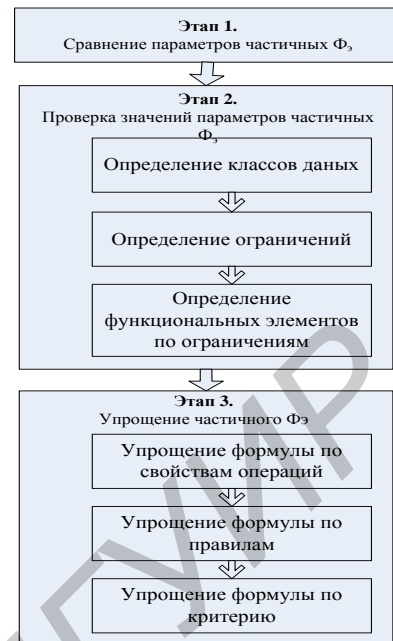 Этап 1.
Сравнение параметров частичных Фэ
Этап 2.
Проверка значений параметров частичных
Фэ
Определение классов даных
Определение ограничений
Определение
функциональных элементов
по ограничениям
Этап 3.
Упрощение частичного Фэ
Упрощение формулы по
свойствам операций
Упрощение формулы по
правилам
Упрощение формулы по
критерию
ГУИР